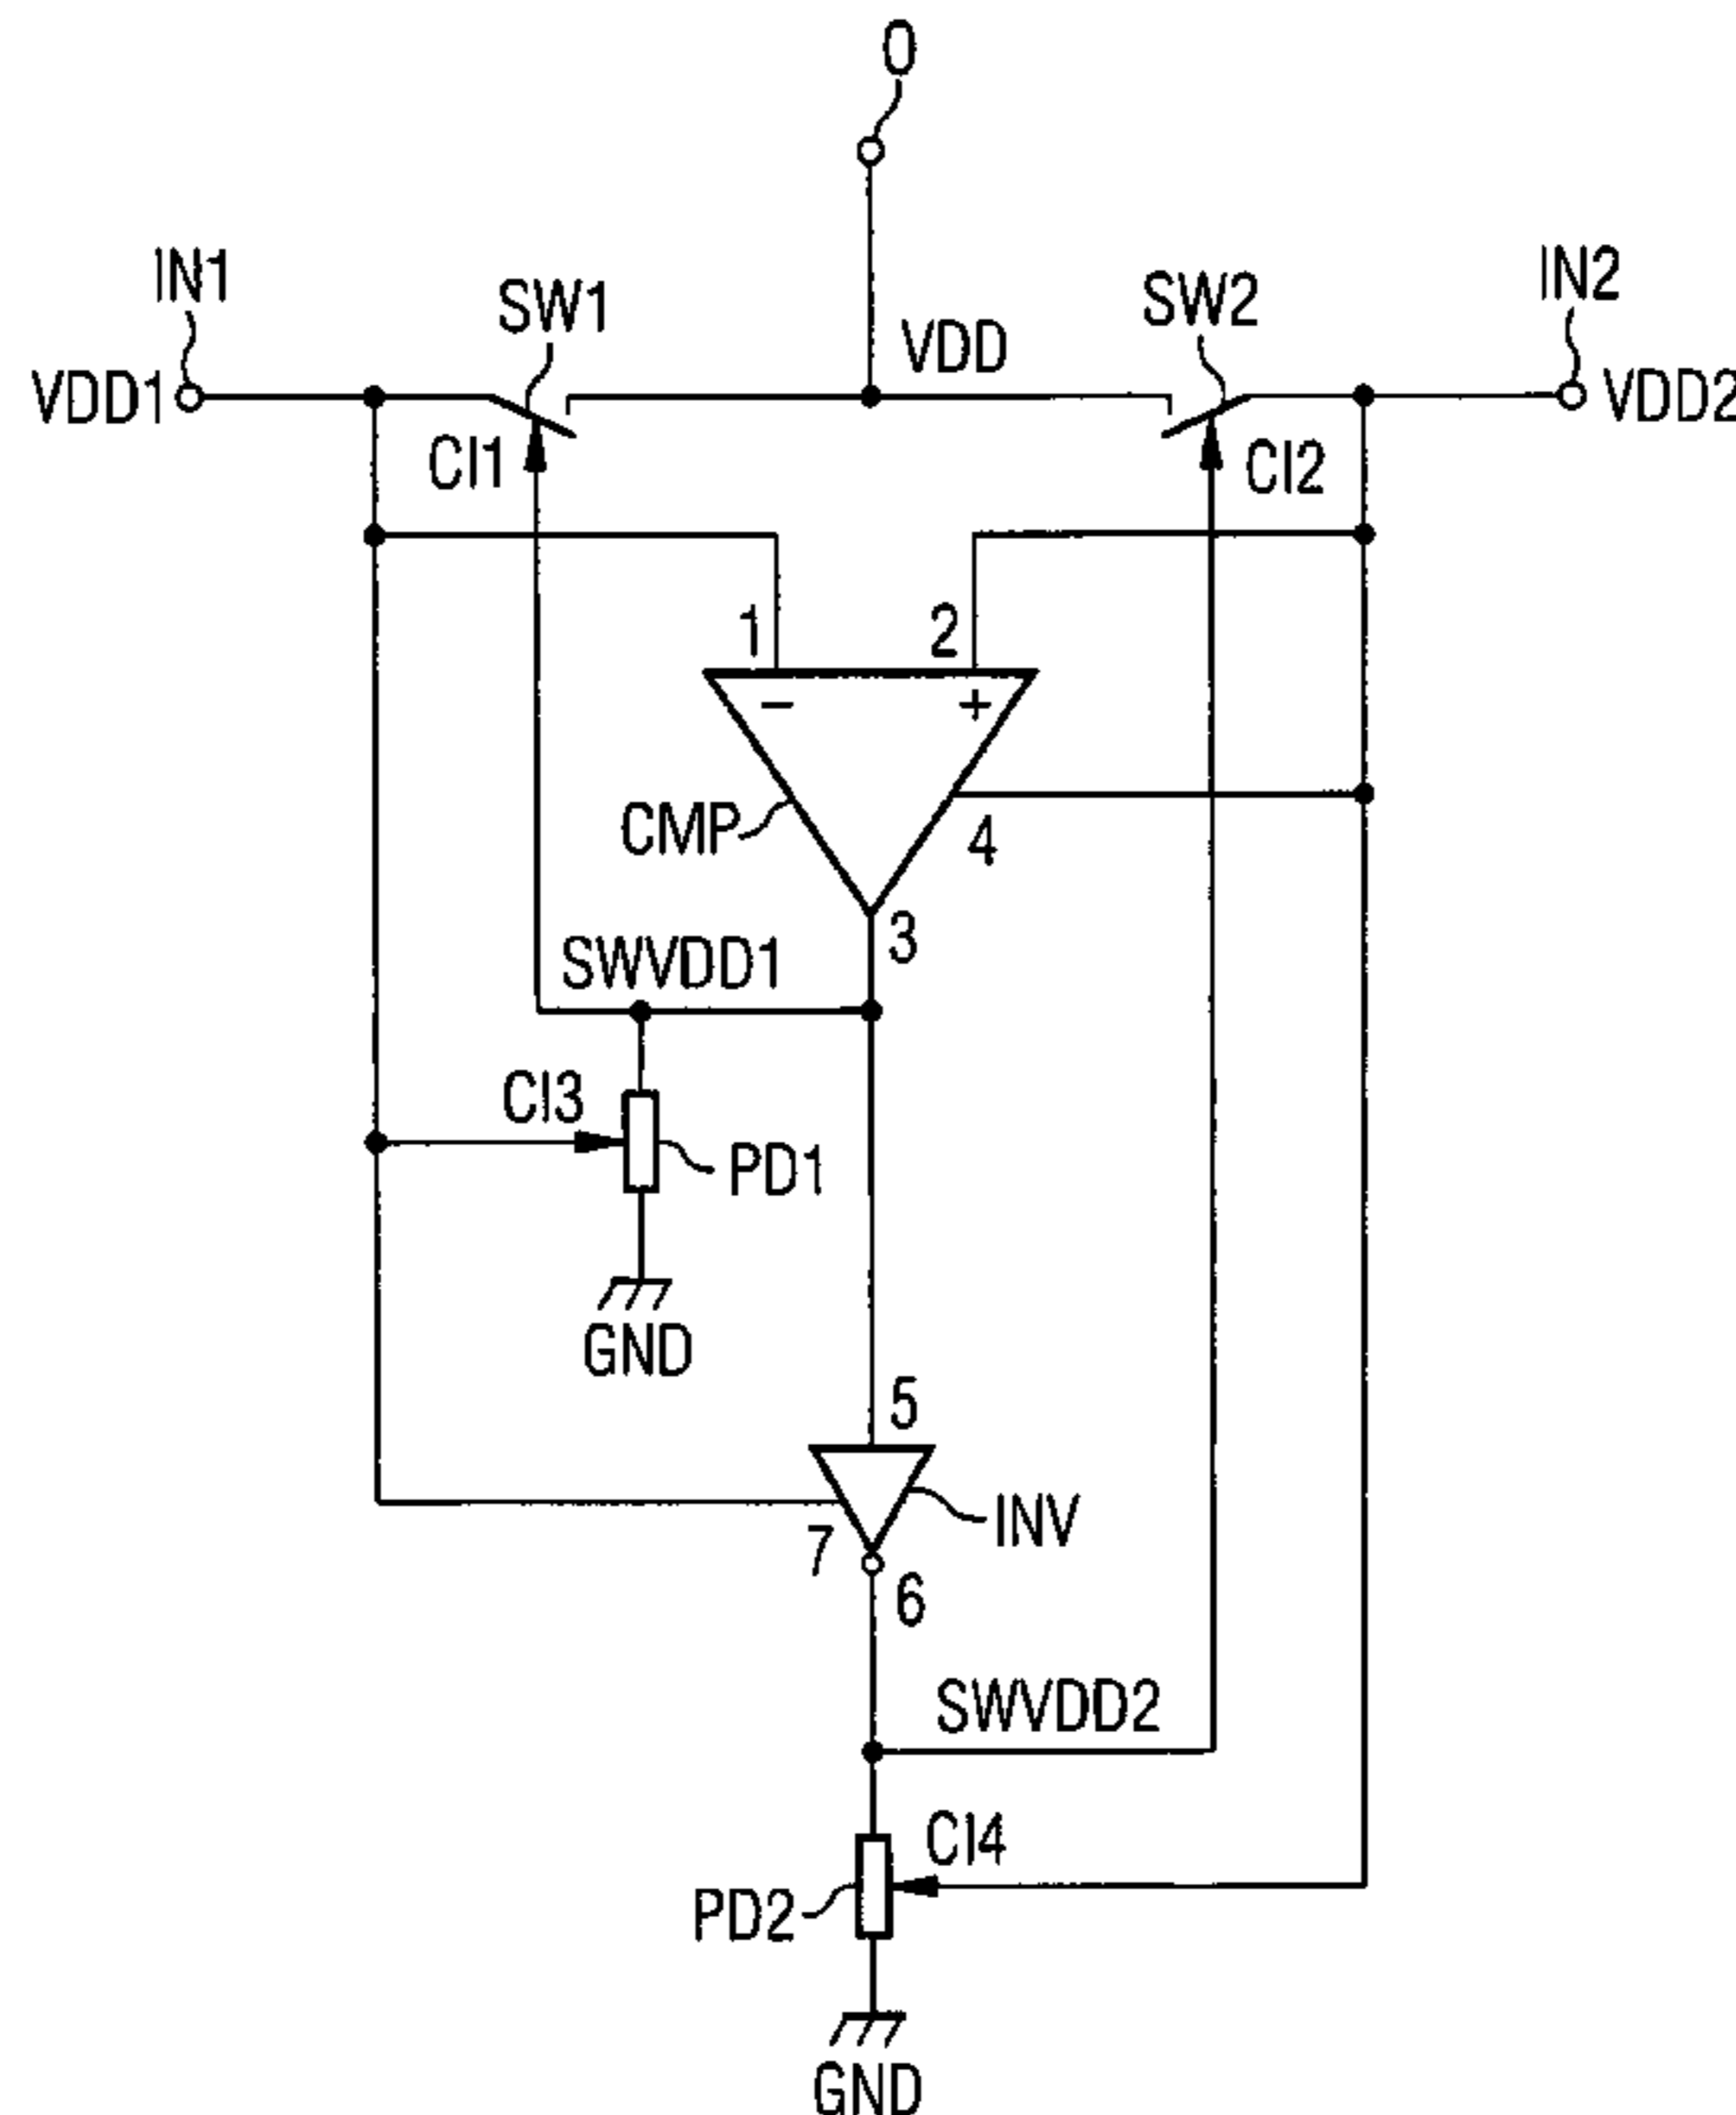 O
IN1
SW1
SW2
IN2
VDD1
VDD
VDD2
CI1
CI2
1
2
−
+
CMP
4
3
SWVDD1
CI3
PD1
GND
5
INV
7
6
SWVDD2
CI4
PD2
GND